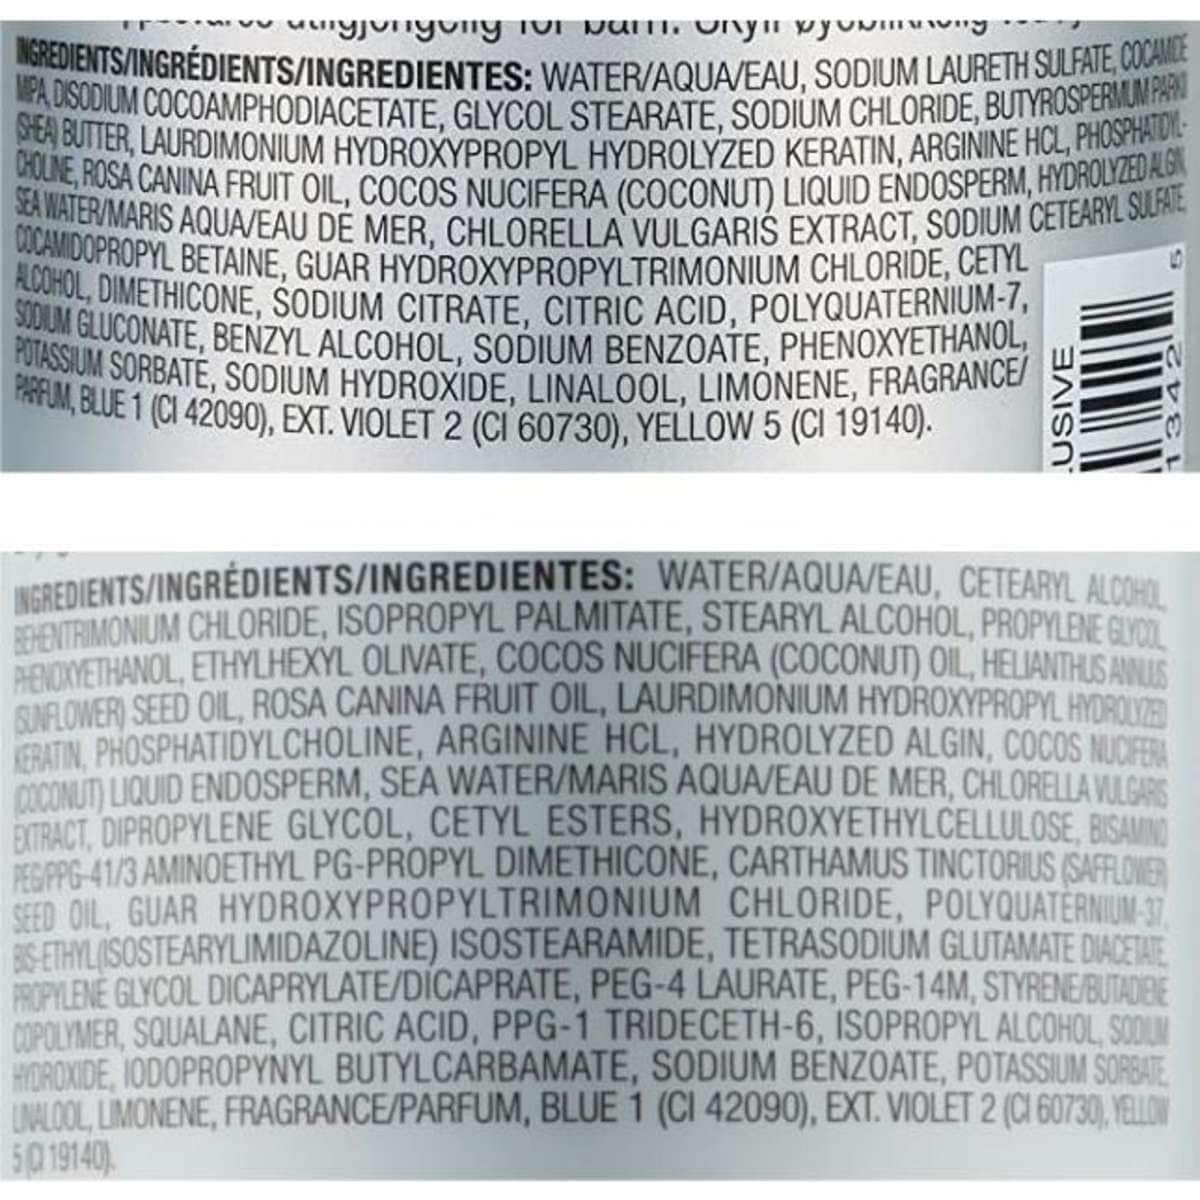 INGREDIENTS/INGRÉDIENTS/INGREDIENTES: WATER/AQUA/EAU, SODIUM LAURETH SULFATE, COCAMIDE
MIPA, DISODIUM COCOAMPHODIACETATE, GLYCOL STEARATE, SODIUM CHLORIDE, BUTYROSPERMUM PARKII
(SHEA) BUTTER, LAURDIMONIUM HYDROXYPROPYL HYDROLYZED KERATIN, ARGININE HCL, PHOSPHATIDYL-
CHOLINE, ROSA CANINA FRUIT OIL, COCOS NUCIFERA (COCONUT) LIQUID ENDOSPERM, HYDROLYZED ALGIN,
SEA WATER/MARIS AQUA/EAU DE MER, CHLORELLA VULGARIS EXTRACT, SODIUM CETEARYL SULFATE,
COCAMIDOPROPYL BETAINE, GUAR HYDROXYPROPYLTRIMONIUM CHLORIDE, CETYL
ALCOHOL, DIMETHICONE, SODIUM CITRATE, CITRIC ACID, POLYQUATERNIUM-7,
SODIUM GLUCONATE, BENZYL ALCOHOL, SODIUM BENZOATE, PHENOXYETHANOL,
POTASSIUM SORBATE, SODIUM HYDROXIDE, LINALOOL, LIMONENE, FRAGRANCE/
PARFUM, BLUE 1 (CI 42090), EXT. VIOLET 2 (CI 60730), YELLOW 5 (CI 19140).
LUSIVE
13425 5
INGREDIENTS/INGRÉDIENTS/INGREDIENTES: WATER/AQUA/EAU, CETEARYL ALCOHOL,
BEHENTRIMONIUM CHLORIDE, ISOPROPYL PALMITATE, STEARYL ALCOHOL, PROPYLENE GLYCOL,
PHENOXYETHANOL, ETHYLHEXYL OLIVATE, COCOS NUCIFERA (COCONUT) OIL, HELIANTHUS ANNUUS
(SUNFLOWER) SEED OIL, ROSA CANINA FRUIT OIL, LAURDIMONIUM HYDROXYPROPYL HYDROLYZED
KERATIN, PHOSPHATIDYLCHOLINE, ARGININE HCL, HYDROLYZED ALGIN, COCOS NUCIFERA
(COCONUT) LIQUID ENDOSPERM, SEA WATER/MARIS AQUA/EAU DE MER, CHLORELLA VULGARIS
EXTRACT, DIPROPYLENE GLYCOL, CETYL ESTERS, HYDROXYETHYLCELLULOSE, BISAMINO
PEG/PPG-41/3 AMINOETHYL PG-PROPYL DIMETHICONE, CARTHAMUS TINCTORIUS (SAFFLOWER)
SEED OIL, GUAR HYDROXYPROPYLTRIMONIUM CHLORIDE, POLYQUATERNIUM-37,
BIS-ETHYL(ISOSTEARYLIMIDAZOLINE) ISOSTEARAMIDE, TETRASODIUM GLUTAMATE DIACETATE,
PROPYLENE GLYCOL DICAPRYLATE/DICAPRATE, PEG-4 LAURATE, PEG-14M, STYRENE/BUTADIENE
COPOLYMER, SQUALANE, CITRIC ACID, PPG-1 TRIDECETH-6, ISOPROPYL ALCOHOL, SODIUM
HYDROXIDE, IODOPROPYNYL BUTYLCARBAMATE, SODIUM BENZOATE, POTASSIUM SORBATE,
LINALOOL, LIMONENE, FRAGRANCE/PARFUM, BLUE 1 (CI 42090), EXT. VIOLET 2 (CI 60730), YELLOW
5 (CI 19140).